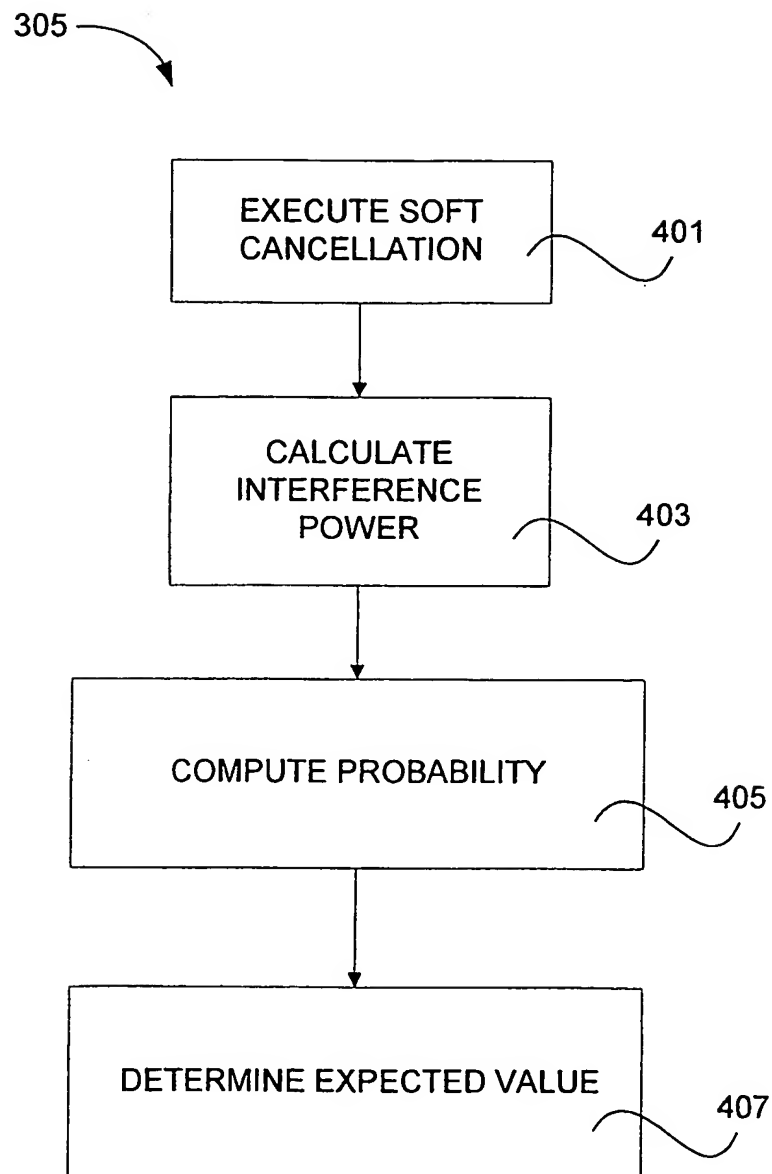 305
EXECUTE SOFT
CANCELLATION
401
CALCULATE
INTERFERENCE
POWER
403
COMPUTE PROBABILITY
405
DETERMINE EXPECTED VALUE
407